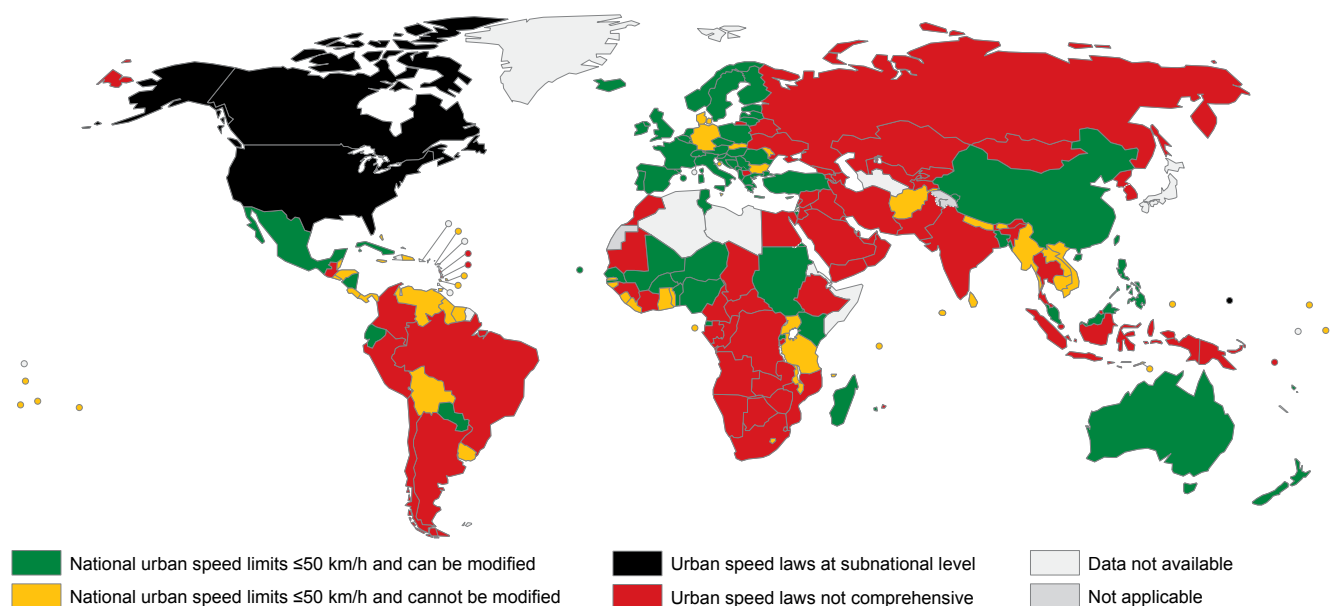 National urban speed limits ≤50 km/h and can be modified
National urban speed limits ≤50 km/h and cannot be modified
Urban speed laws at subnational level
Urban speed laws not comprehensive
Data not available
Not applicable